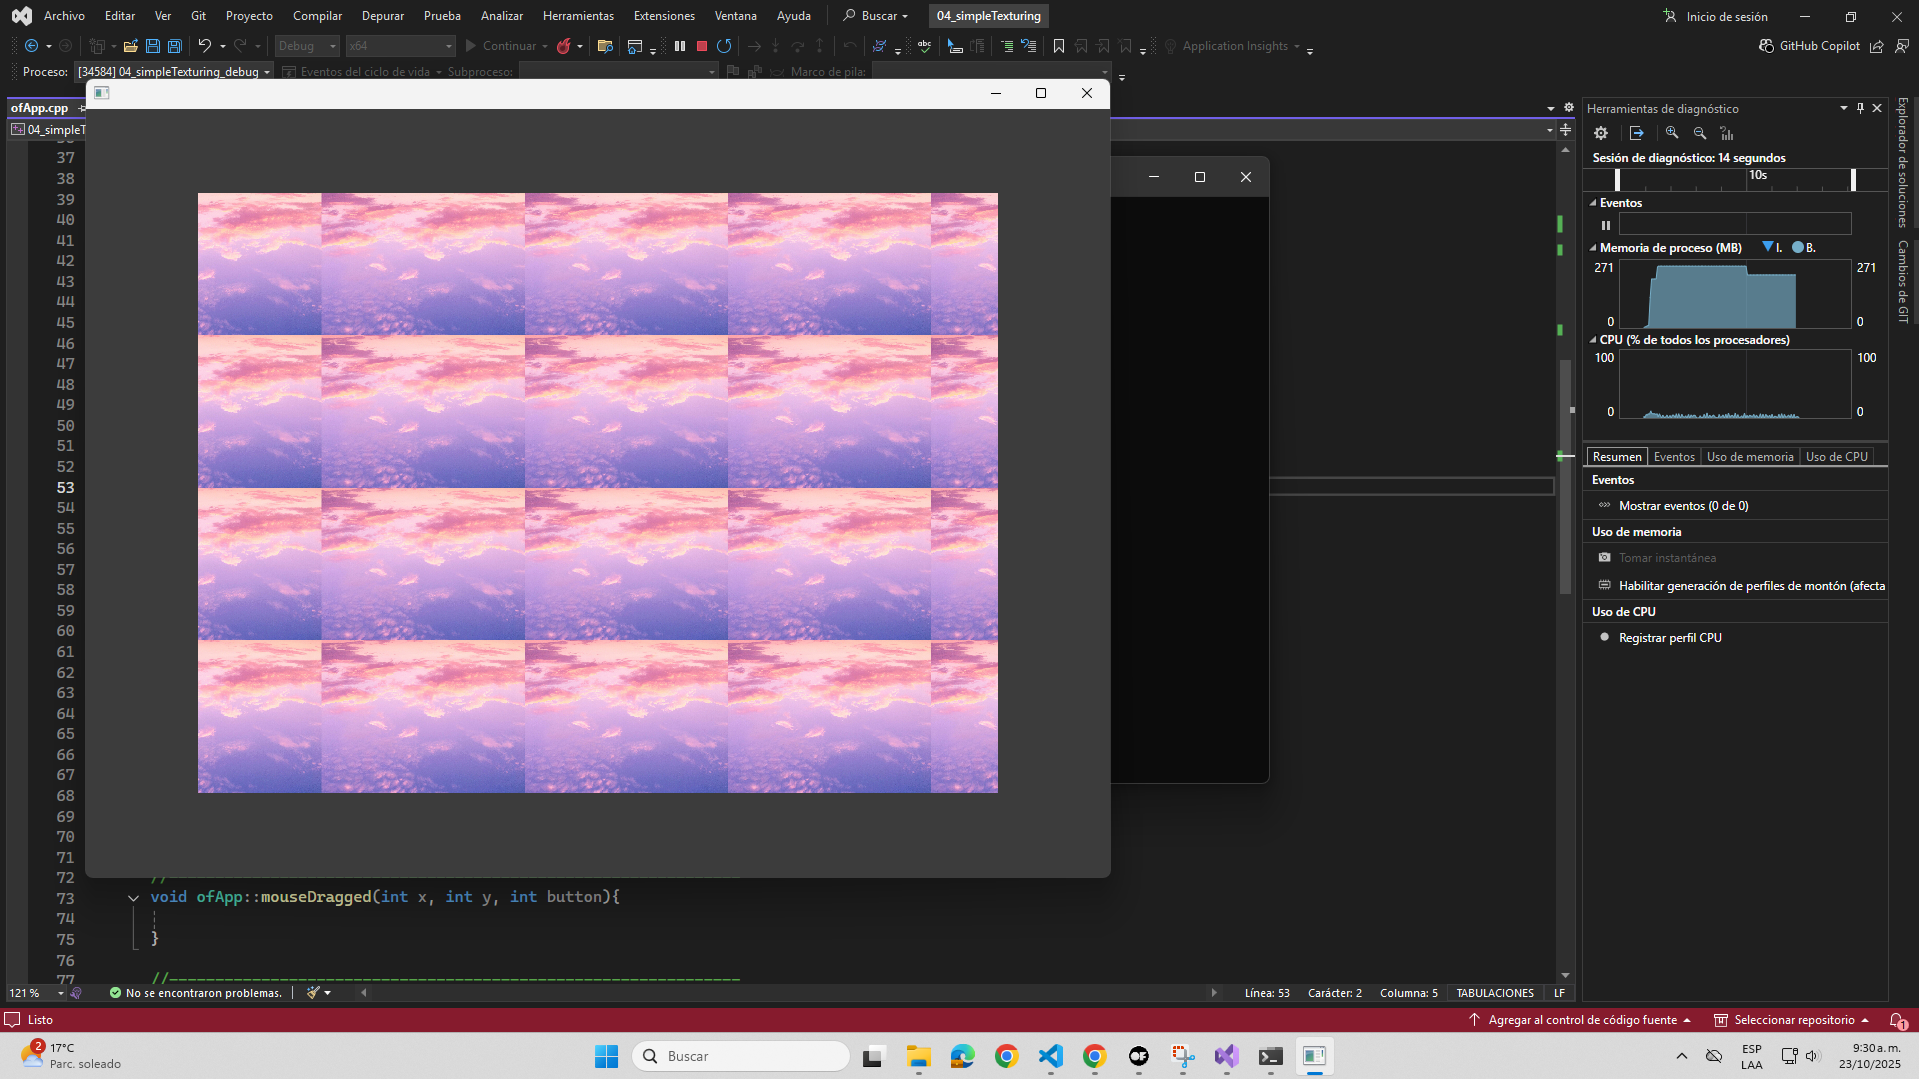 Archivo Editar Ver Git Proyecto Compilar Depurar Prueba Analizar Herramientas Extensiones Ventana Ayuda Buscar 04_simpleTexturing Inicio de sesión
Debug x64 Continuar Application Insights GitHub Copilot
Proceso: [34584] 04_simpleTexturing_debug Eventos del ciclo de vida Subproceso: Marco de pila:
ofApp.cpp
04_simpleT
Herramientas de diagnóstico
Sesión de diagnóstico: 14 segundos
10s
Eventos
Memoria de proceso (MB) I. B.
271 271
0 0
CPU (% de todos los procesadores)
100 100
0 0
Resumen Eventos Uso de memoria Uso de CPU
Eventos
Mostrar eventos (0 de 0)
Uso de memoria
Tomar instantánea
Habilitar generación de perfiles de montón (afecta
Uso de CPU
Registrar perfil CPU
Explorador de soluciones
Cambios de GIT
37
38
39
40
41
42
43
44
45
46
47
48
49
50
51
52
53
54
55
56
57
58
59
60
61
62
63
64
65
66
67
68
69
70
71
72 //--------------------------------------------------------------
73 void ofApp::mouseDragged(int x, int y, int button){
74
75 }
76
77 //--------------------------------------------------------------
121 % No se encontraron problemas. Línea: 53 Carácter: 2 Columna: 5 TABULACIONES LF
Listo Agregar al control de código fuente Seleccionar repositorio 1
2 17°C
Parc. soleado
Buscar
ESP
LAA
9:30 a. m.
23/10/2025